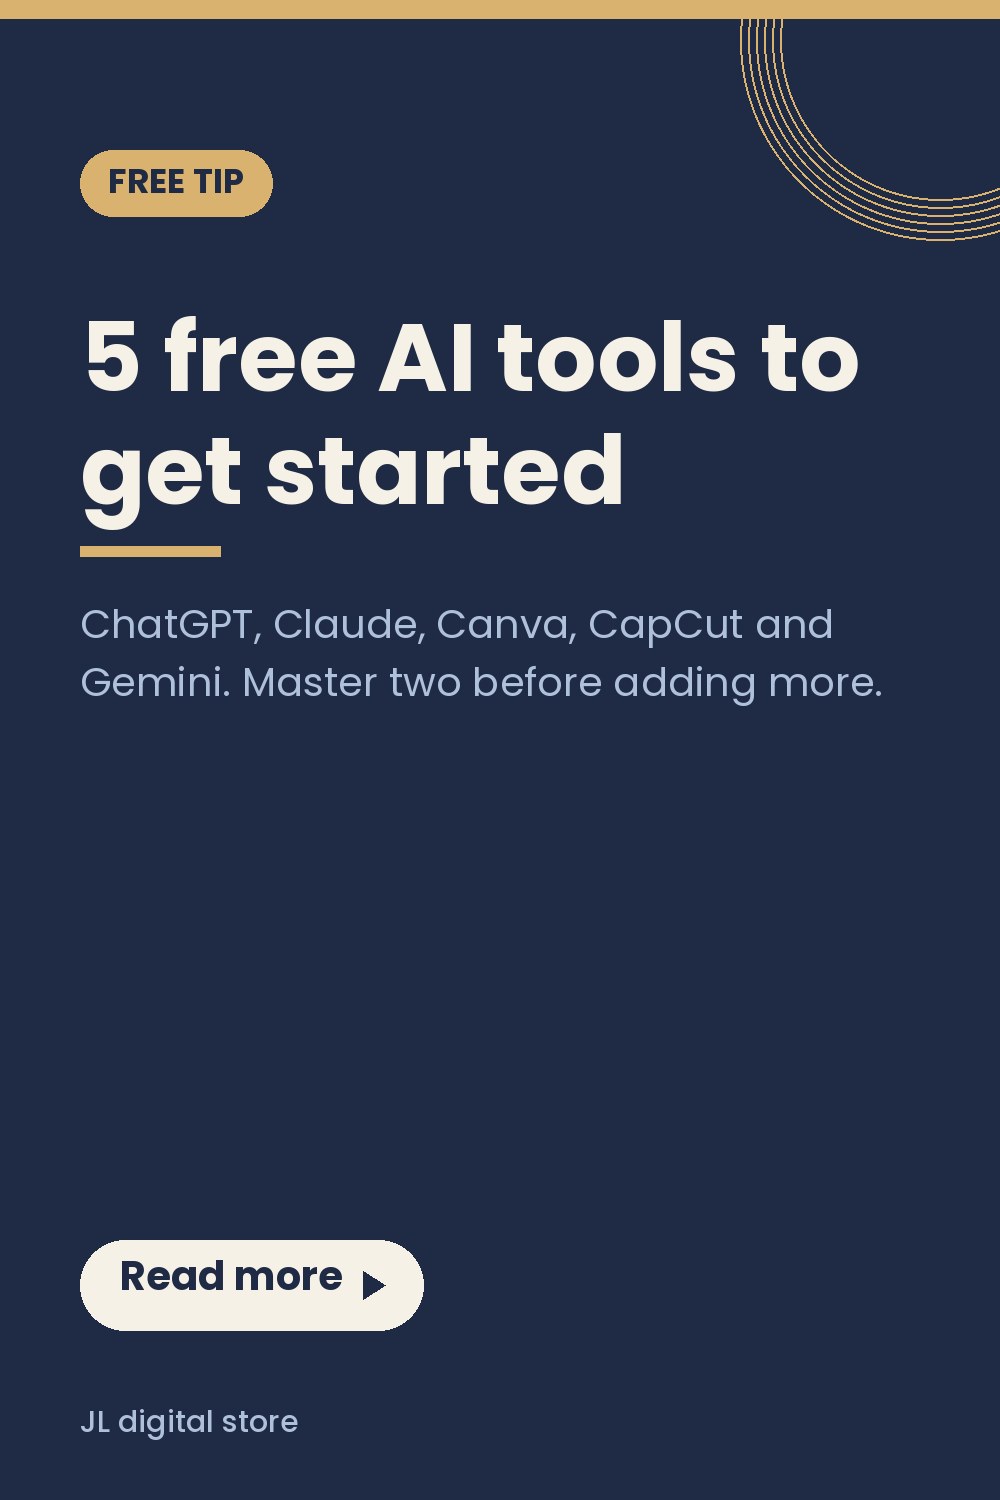 FREE TIP
5 free AI tools to
get started
ChatGPT, Claude, Canva, CapCut and
Gemini. Master two before adding more.
Read more
JL digital store